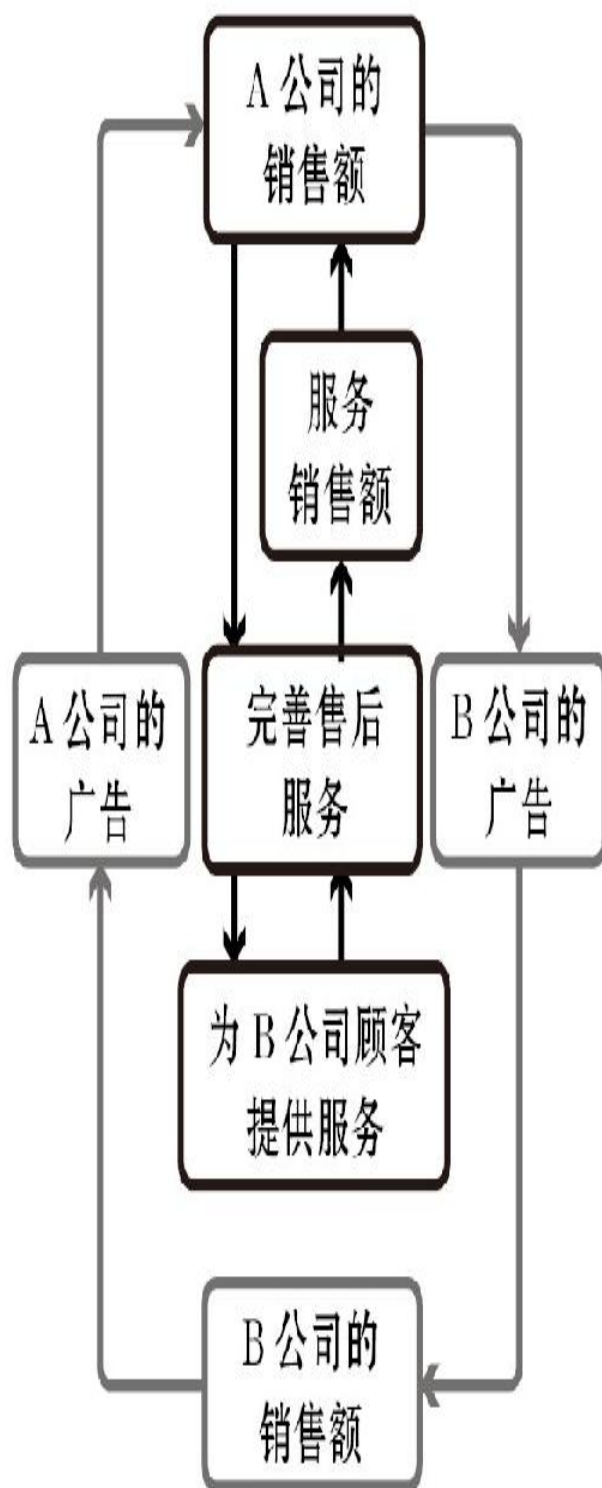 A公司的
销售额
服务
销售额
A公司的
广告
完善售后
服务
B公司的
广告
为B公司顾客
提供服务
B公司的
销售额